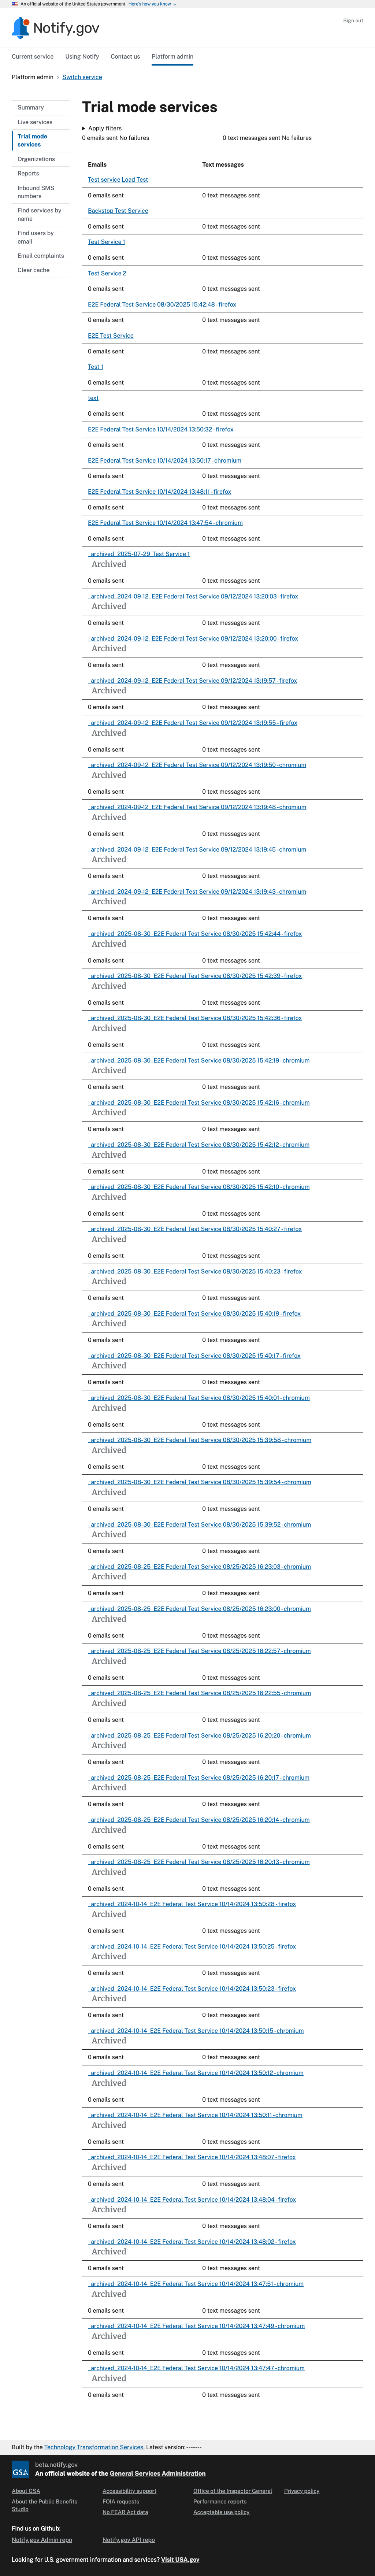 An official website of the United States government Here's how you know
Notify.gov
Sign out
Current service Using Notify Contact us Platform admin
Platform admin Switch service
Summary
Live services
Trial mode
services
Organizations
Reports
Inbound SMS
numbers
Find services by
name
Find users by
email
Email complaints
Clear cache
Trial mode services
Apply filters
0 emails sent No failures 0 text messages sent No failures
Emails Text messages
Test service Load Test
0 emails sent 0 text messages sent
Backstop Test Service
0 emails sent 0 text messages sent
Test Service 1
0 emails sent 0 text messages sent
Test Service 2
0 emails sent 0 text messages sent
E2E Federal Test Service 08/30/2025 15:42:48 - firefox
0 emails sent 0 text messages sent
E2E Test Service
0 emails sent 0 text messages sent
Test 1
0 emails sent 0 text messages sent
text
0 emails sent 0 text messages sent
E2E Federal Test Service 10/14/2024 13:50:32 - firefox
0 emails sent 0 text messages sent
E2E Federal Test Service 10/14/2024 13:50:17 - chromium
0 emails sent 0 text messages sent
E2E Federal Test Service 10/14/2024 13:48:11 - firefox
0 emails sent 0 text messages sent
E2E Federal Test Service 10/14/2024 13:47:54 - chromium
0 emails sent 0 text messages sent
_archived_2025-07-29_Test Service 1
Archived
0 emails sent 0 text messages sent
_archived_2024-09-12_E2E Federal Test Service 09/12/2024 13:20:03 - firefox
Archived
0 emails sent 0 text messages sent
_archived_2024-09-12_E2E Federal Test Service 09/12/2024 13:20:00 - firefox
Archived
0 emails sent 0 text messages sent
_archived_2024-09-12_E2E Federal Test Service 09/12/2024 13:19:57 - firefox
Archived
0 emails sent 0 text messages sent
_archived_2024-09-12_E2E Federal Test Service 09/12/2024 13:19:55 - firefox
Archived
0 emails sent 0 text messages sent
_archived_2024-09-12_E2E Federal Test Service 09/12/2024 13:19:50 - chromium
Archived
0 emails sent 0 text messages sent
_archived_2024-09-12_E2E Federal Test Service 09/12/2024 13:19:48 - chromium
Archived
0 emails sent 0 text messages sent
_archived_2024-09-12_E2E Federal Test Service 09/12/2024 13:19:45 - chromium
Archived
0 emails sent 0 text messages sent
_archived_2024-09-12_E2E Federal Test Service 09/12/2024 13:19:43 - chromium
Archived
0 emails sent 0 text messages sent
_archived_2025-08-30_E2E Federal Test Service 08/30/2025 15:42:44 - firefox
Archived
0 emails sent 0 text messages sent
_archived_2025-08-30_E2E Federal Test Service 08/30/2025 15:42:39 - firefox
Archived
0 emails sent 0 text messages sent
_archived_2025-08-30_E2E Federal Test Service 08/30/2025 15:42:36 - firefox
Archived
0 emails sent 0 text messages sent
_archived_2025-08-30_E2E Federal Test Service 08/30/2025 15:42:19 - chromium
Archived
0 emails sent 0 text messages sent
_archived_2025-08-30_E2E Federal Test Service 08/30/2025 15:42:16 - chromium
Archived
0 emails sent 0 text messages sent
_archived_2025-08-30_E2E Federal Test Service 08/30/2025 15:42:12 - chromium
Archived
0 emails sent 0 text messages sent
_archived_2025-08-30_E2E Federal Test Service 08/30/2025 15:42:10 - chromium
Archived
0 emails sent 0 text messages sent
_archived_2025-08-30_E2E Federal Test Service 08/30/2025 15:40:27 - firefox
Archived
0 emails sent 0 text messages sent
_archived_2025-08-30_E2E Federal Test Service 08/30/2025 15:40:23 - firefox
Archived
0 emails sent 0 text messages sent
_archived_2025-08-30_E2E Federal Test Service 08/30/2025 15:40:19 - firefox
Archived
0 emails sent 0 text messages sent
_archived_2025-08-30_E2E Federal Test Service 08/30/2025 15:40:17 - firefox
Archived
0 emails sent 0 text messages sent
_archived_2025-08-30_E2E Federal Test Service 08/30/2025 15:40:01 - chromium
Archived
0 emails sent 0 text messages sent
_archived_2025-08-30_E2E Federal Test Service 08/30/2025 15:39:58 - chromium
Archived
0 emails sent 0 text messages sent
_archived_2025-08-30_E2E Federal Test Service 08/30/2025 15:39:54 - chromium
Archived
0 emails sent 0 text messages sent
_archived_2025-08-30_E2E Federal Test Service 08/30/2025 15:39:52 - chromium
Archived
0 emails sent 0 text messages sent
_archived_2025-08-25_E2E Federal Test Service 08/25/2025 16:23:03 - chromium
Archived
0 emails sent 0 text messages sent
_archived_2025-08-25_E2E Federal Test Service 08/25/2025 16:23:00 - chromium
Archived
0 emails sent 0 text messages sent
_archived_2025-08-25_E2E Federal Test Service 08/25/2025 16:22:57 - chromium
Archived
0 emails sent 0 text messages sent
_archived_2025-08-25_E2E Federal Test Service 08/25/2025 16:22:55 - chromium
Archived
0 emails sent 0 text messages sent
_archived_2025-08-25_E2E Federal Test Service 08/25/2025 16:20:20 - chromium
Archived
0 emails sent 0 text messages sent
_archived_2025-08-25_E2E Federal Test Service 08/25/2025 16:20:17 - chromium
Archived
0 emails sent 0 text messages sent
_archived_2025-08-25_E2E Federal Test Service 08/25/2025 16:20:14 - chromium
Archived
0 emails sent 0 text messages sent
_archived_2025-08-25_E2E Federal Test Service 08/25/2025 16:20:13 - chromium
Archived
0 emails sent 0 text messages sent
_archived_2024-10-14_E2E Federal Test Service 10/14/2024 13:50:28 - firefox
Archived
0 emails sent 0 text messages sent
_archived_2024-10-14_E2E Federal Test Service 10/14/2024 13:50:25 - firefox
Archived
0 emails sent 0 text messages sent
_archived_2024-10-14_E2E Federal Test Service 10/14/2024 13:50:23 - firefox
Archived
0 emails sent 0 text messages sent
_archived_2024-10-14_E2E Federal Test Service 10/14/2024 13:50:15 - chromium
Archived
0 emails sent 0 text messages sent
_archived_2024-10-14_E2E Federal Test Service 10/14/2024 13:50:12 - chromium
Archived
0 emails sent 0 text messages sent
_archived_2024-10-14_E2E Federal Test Service 10/14/2024 13:50:11 - chromium
Archived
0 emails sent 0 text messages sent
_archived_2024-10-14_E2E Federal Test Service 10/14/2024 13:48:07 - firefox
Archived
0 emails sent 0 text messages sent
_archived_2024-10-14_E2E Federal Test Service 10/14/2024 13:48:04 - firefox
Archived
0 emails sent 0 text messages sent
_archived_2024-10-14_E2E Federal Test Service 10/14/2024 13:48:02 - firefox
Archived
0 emails sent 0 text messages sent
_archived_2024-10-14_E2E Federal Test Service 10/14/2024 13:47:51 - chromium
Archived
0 emails sent 0 text messages sent
_archived_2024-10-14_E2E Federal Test Service 10/14/2024 13:47:49 - chromium
Archived
0 emails sent 0 text messages sent
_archived_2024-10-14_E2E Federal Test Service 10/14/2024 13:47:47 - chromium
Archived
0 emails sent 0 text messages sent
Built by the Technology Transformation Services. Latest version: -------
GSA
beta.notify.gov
An official website of the General Services Administration
About GSA Accessibility support Office of the Inspector General Privacy policy
About the Public Benefits
Studio
FOIA requests Performance reports
No FEAR Act data Acceptable use policy
Find us on Github:
Notify.gov Admin repo Notify.gov API repo
Looking for U.S. government information and services? Visit USA.gov